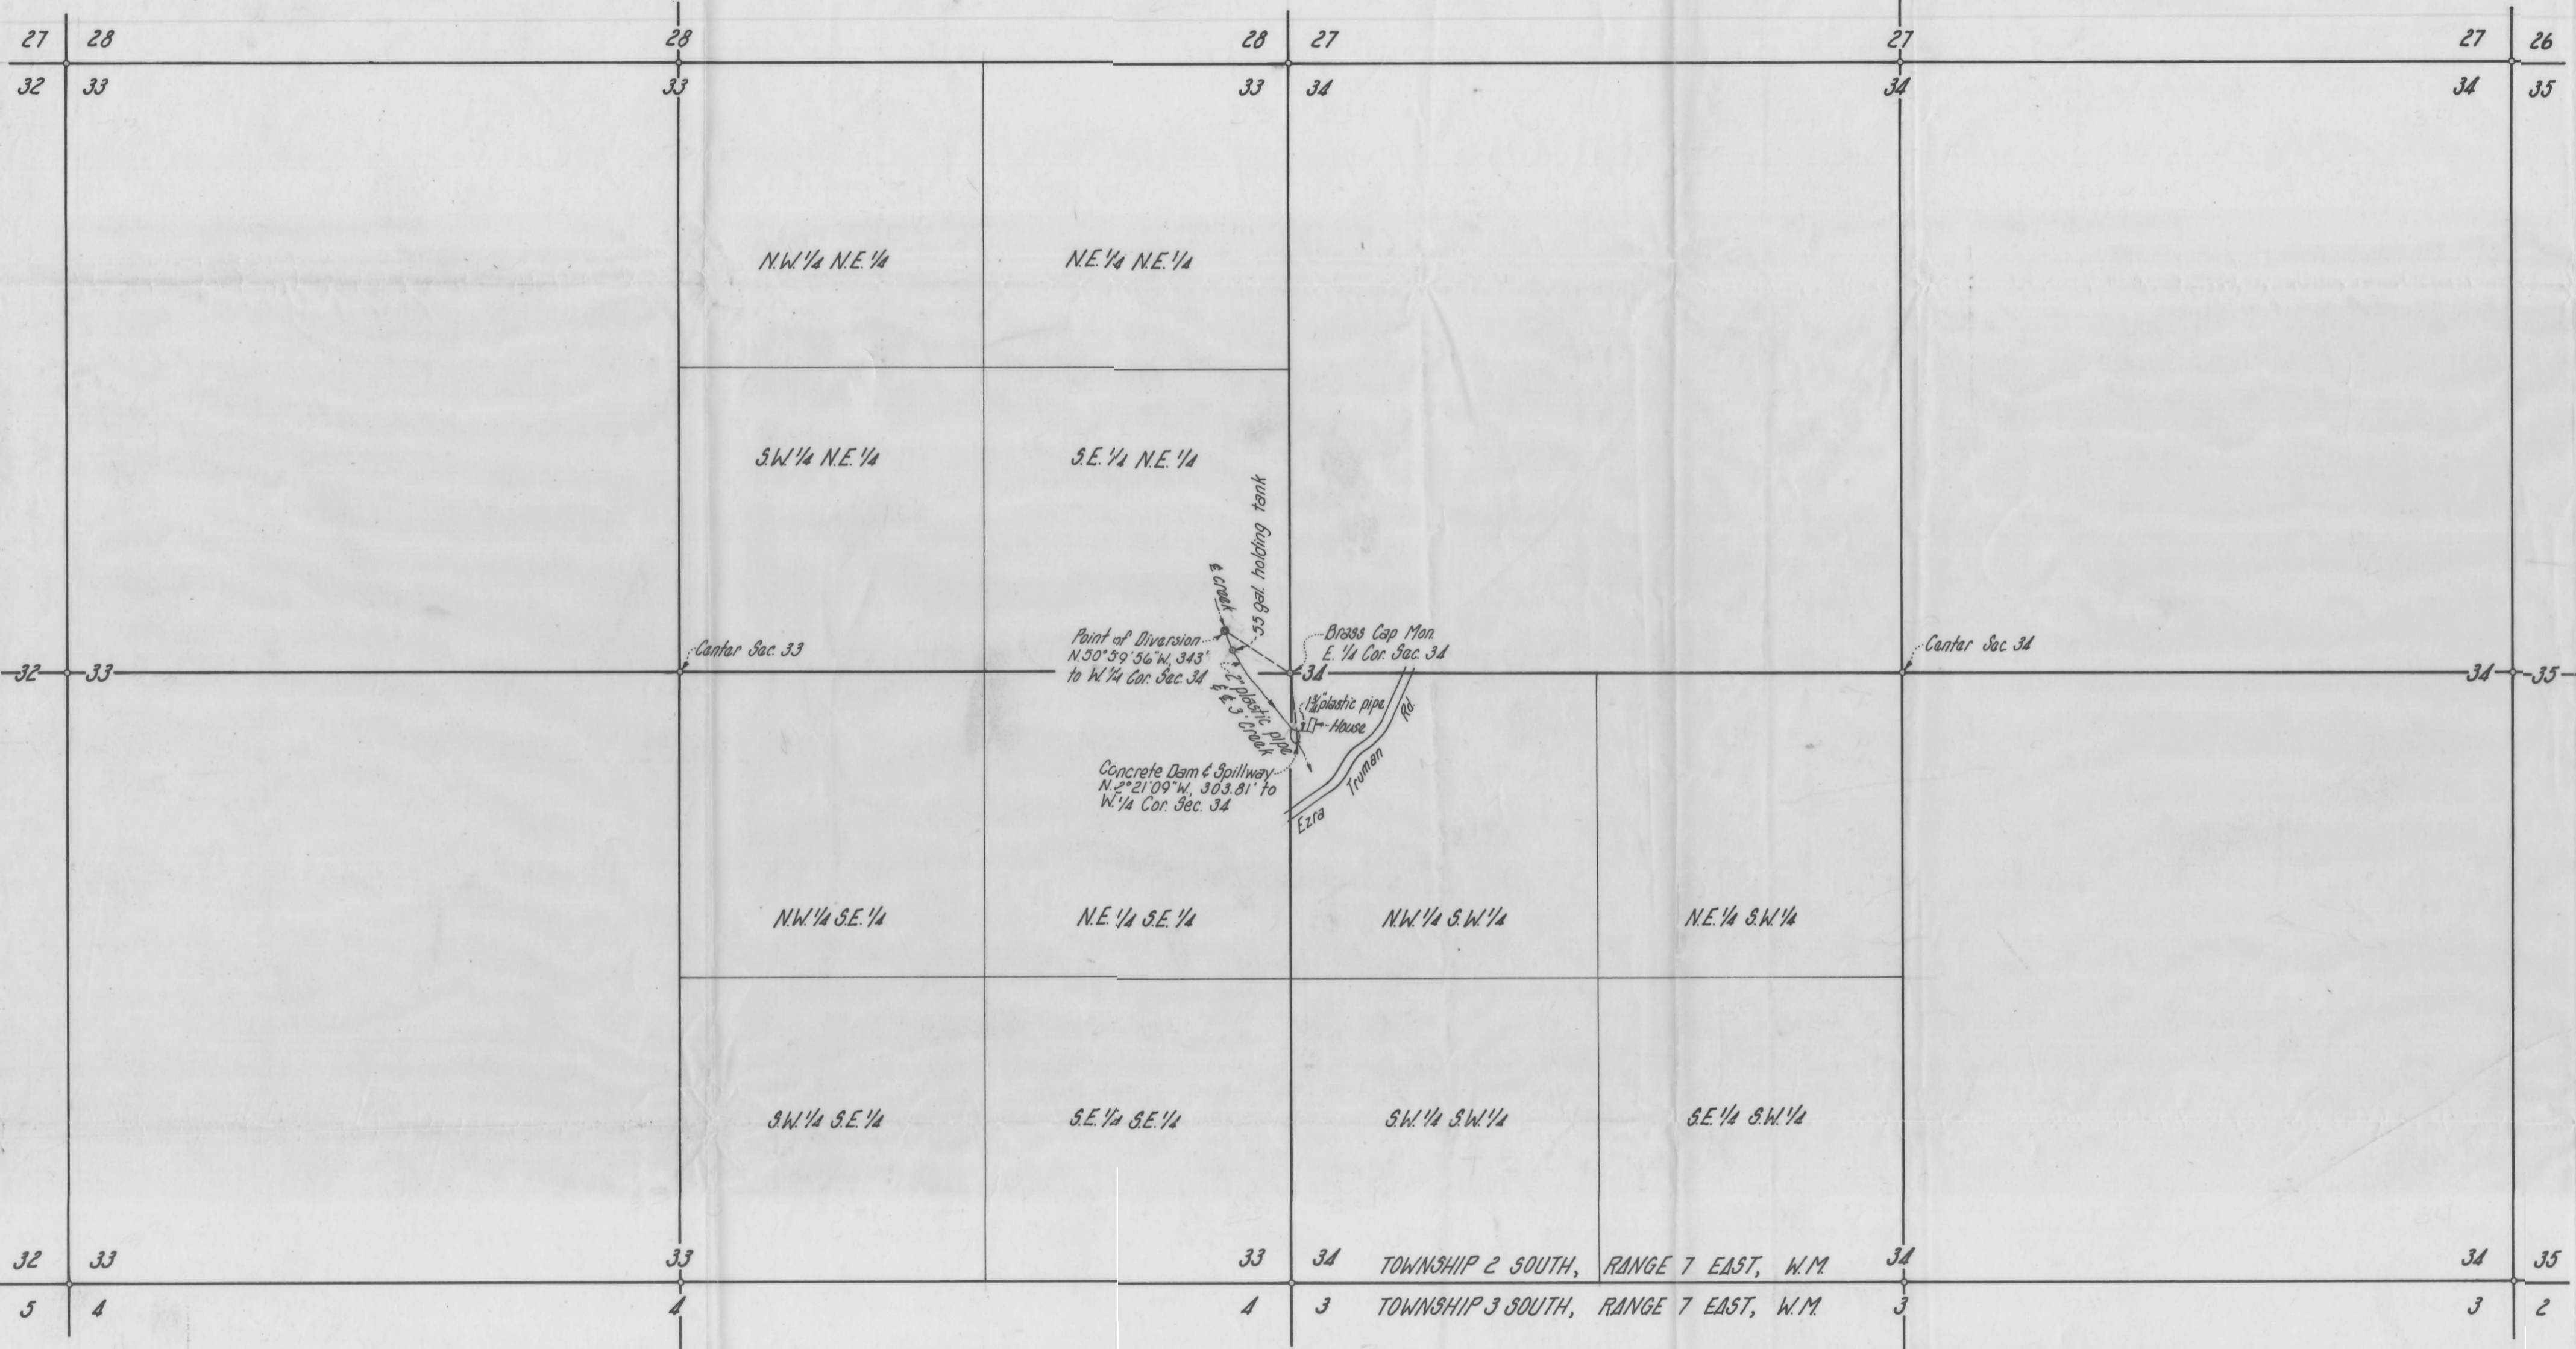 27 28 28 28 27 27 27 26
32 33 33 33 34 34 34 35
N.W. 1/4 N.E. 1/4
N.E. 1/4 N.E. 1/4
S.W. 1/4 N.E. 1/4
S.E. 1/4 N.E. 1/4
55 gal. holding tank
₵ creek
Point of Diversion
N.50°59'56"W., 343'
to W. 1/4 Cor. Sec. 34
Brass Cap Mon.
E. 1/4 Cor. Sec. 34
Center Sec. 33
Center Sec. 34
32 33 34 34 35
2" plastic pipe
& ₵ 3' Creek
1¾" plastic pipe
House
Ezra Truman Rd.
Concrete Dam & Spillway
N.2°21'09"W., 303.81' to
W. 1/4 Cor. Sec. 34
N.W. 1/4 S.E. 1/4
N.E. 1/4 S.E. 1/4
N.W. 1/4 S.W. 1/4
N.E. 1/4 S.W. 1/4
S.W. 1/4 S.E. 1/4
S.E. 1/4 S.E. 1/4
S.W. 1/4 S.W. 1/4
S.E. 1/4 S.W. 1/4
32 33 33 33 34 TOWNSHIP 2 SOUTH, RANGE 7 EAST, W.M. 34 34 35
5 4 4 4 3 TOWNSHIP 3 SOUTH, RANGE 7 EAST, W.M. 3 3 2